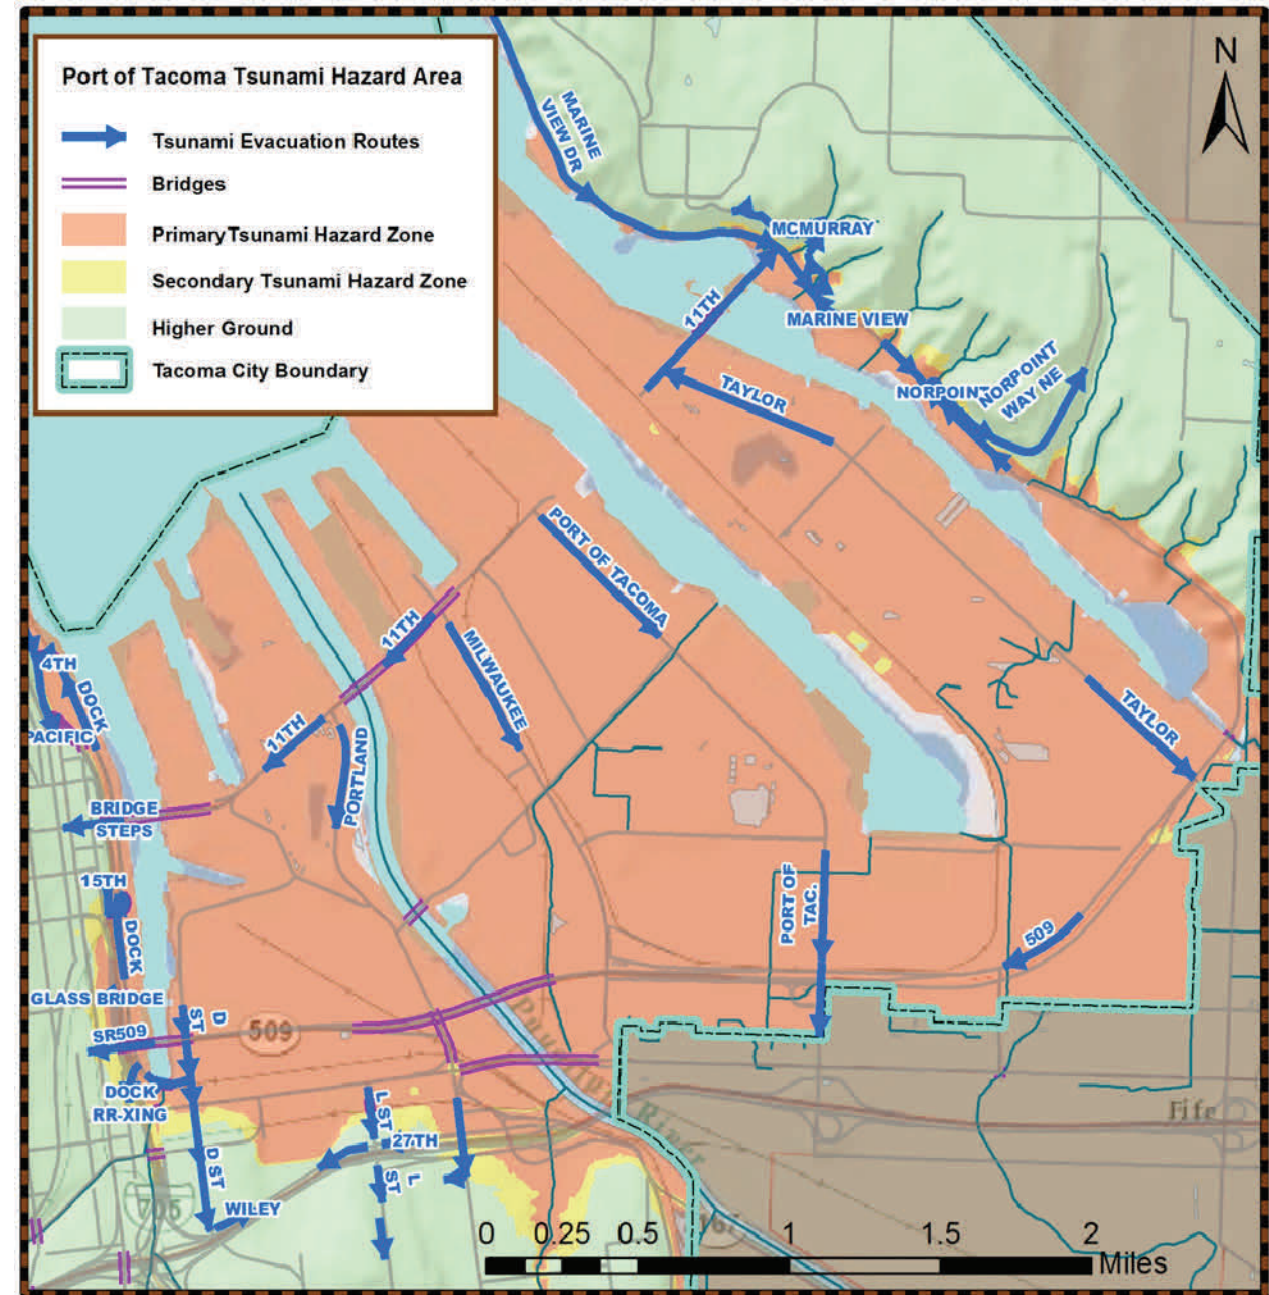 N
Port of Tacoma Tsunami Hazard Area
Tsunami Evacuation Routes
Bridges
Primary Tsunami Hazard Zone
Secondary Tsunami Hazard Zone
Higher Ground
Tacoma City Boundary
MARINE
VIEW DR
MCMURRAY
11TH
MARINE VIEW
TAYLOR
NORPOINT
NORPOINT
WAY NE
PORT OF TACOMA
11TH
MILWAUKEE
4TH
DOCK
PACIFIC
11TH
PORTLAND
TAYLOR
BRIDGE
STEPS
15TH
DOCK
PORT OF
TAC.
509
GLASS BRIDGE
D
ST
SR509
509
Puyallup River
DOCK
RR-XING
L ST
27TH
Fife
D ST
L
ST
WILEY
705
167
0 0.25 0.5 1 1.5 2
Miles